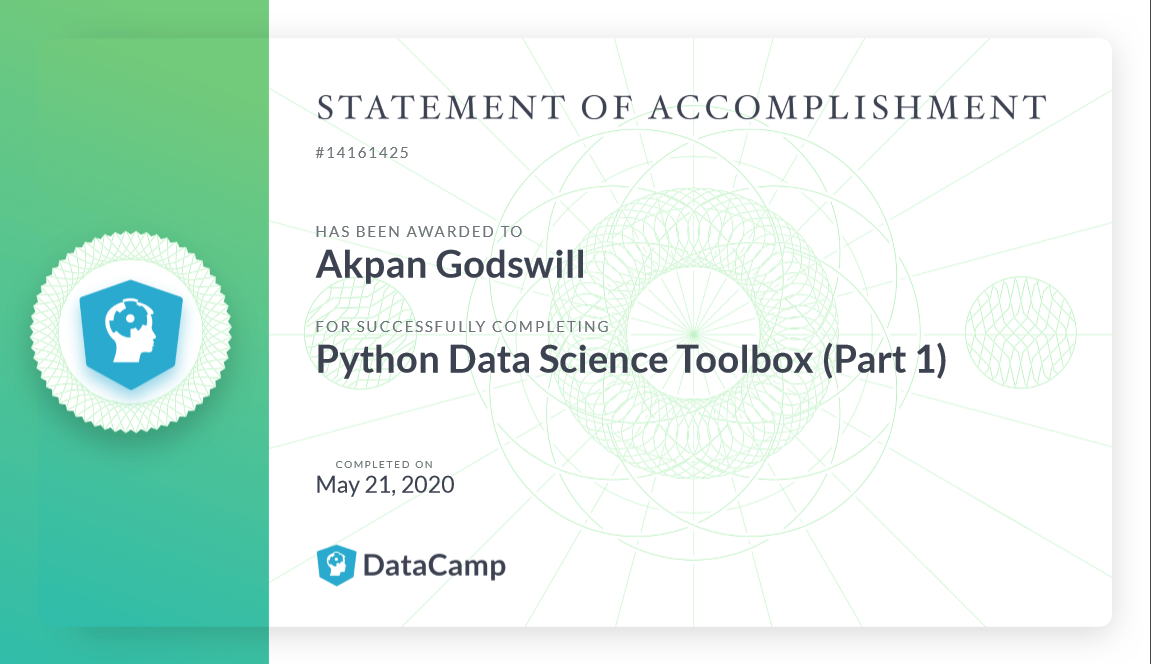 STATEMENT OF ACCOMPLISHMENT
#14161425
HAS BEEN AWARDED TO
Akpan Godswill
FOR SUCCESSFULLY COMPLETING
Python Data Science Toolbox (Part 1)
COMPLETED ON
May 21, 2020
DataCamp